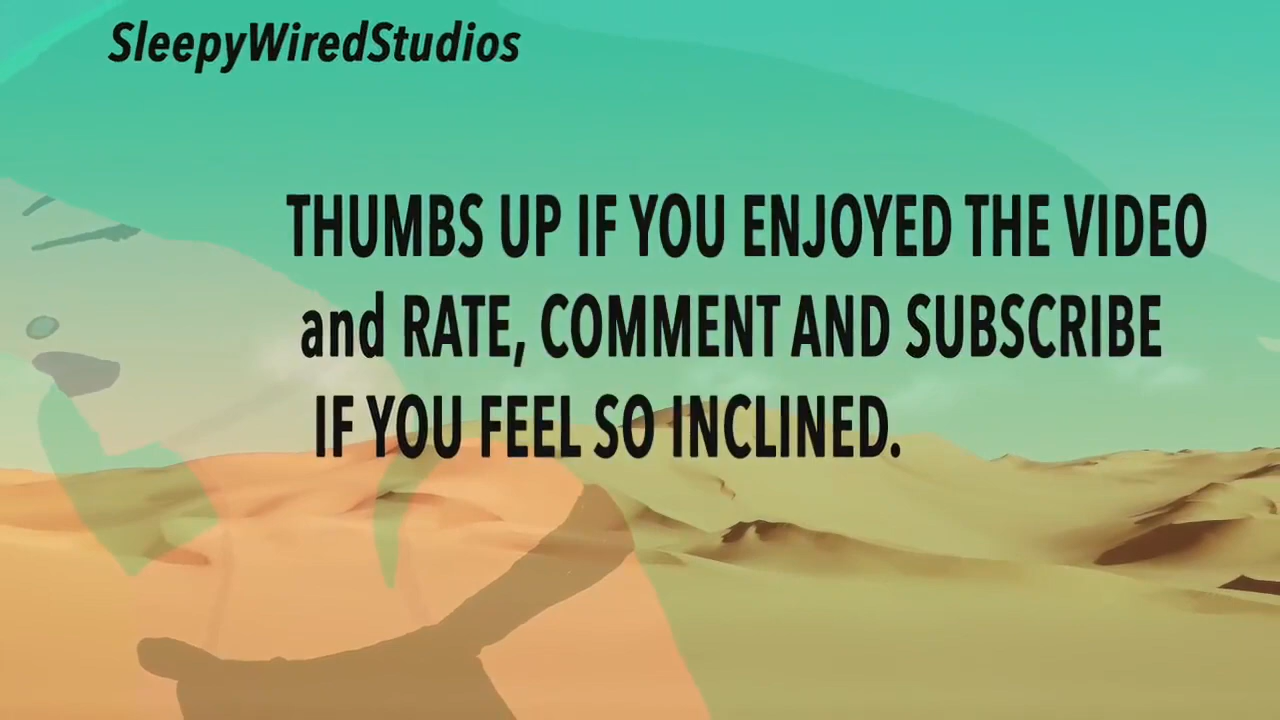 SleepyWiredStudios
THUMBS UP IF YOU ENJOYED THE VIDEO
and RATE, COMMENT AND SUBSCRIBE
IF YOU FEEL SO INCLINED.